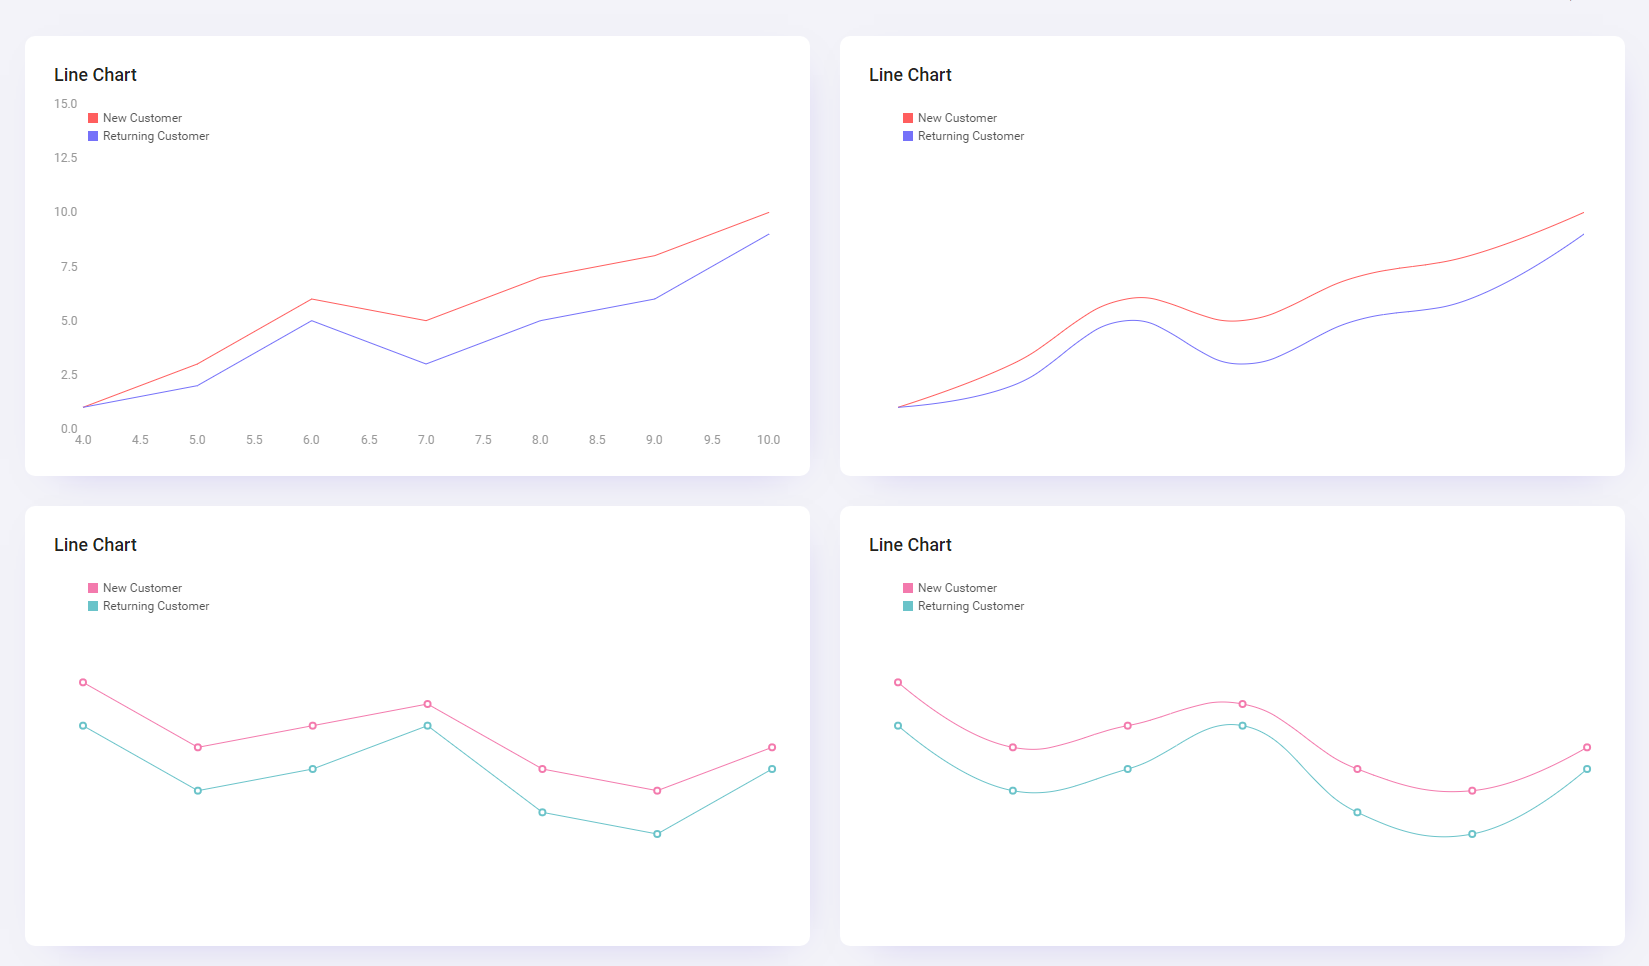 Line Chart
15.0
New Customer
Returning Customer
12.5
10.0
7.5
5.0
2.5
0.0
4.0 4.5 5.0 5.5 6.0 6.5 7.0 7.5 8.0 8.5 9.0 9.5 10.0
Line Chart
New Customer
Returning Customer
Line Chart
New Customer
Returning Customer
Line Chart
New Customer
Returning Customer